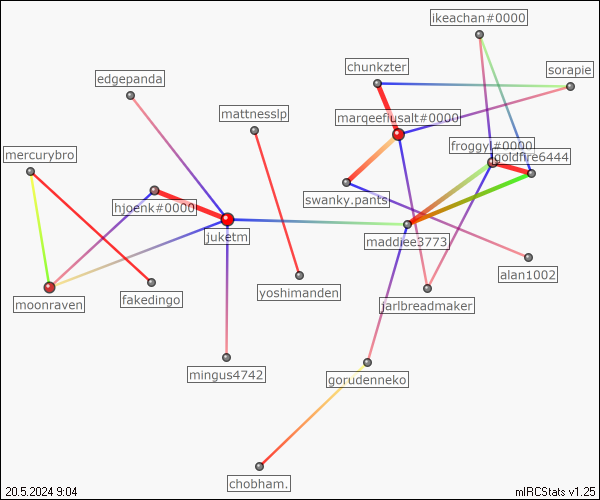 ikeachan#0000
chunkzter
sorapie
edgepanda
mattnesslp
marqeeflusalt#0000
froggyl#0000
goldfire6444
mercurybro
swanky.pants
hjoenk#0000
juketm
maddiee3773
alan1002
moonraven
fakedingo
yoshimanden
jarlbreadmaker
mingus4742
gorudenneko
chobham.
20.5.2024 9:04
mIRCStats v1.25